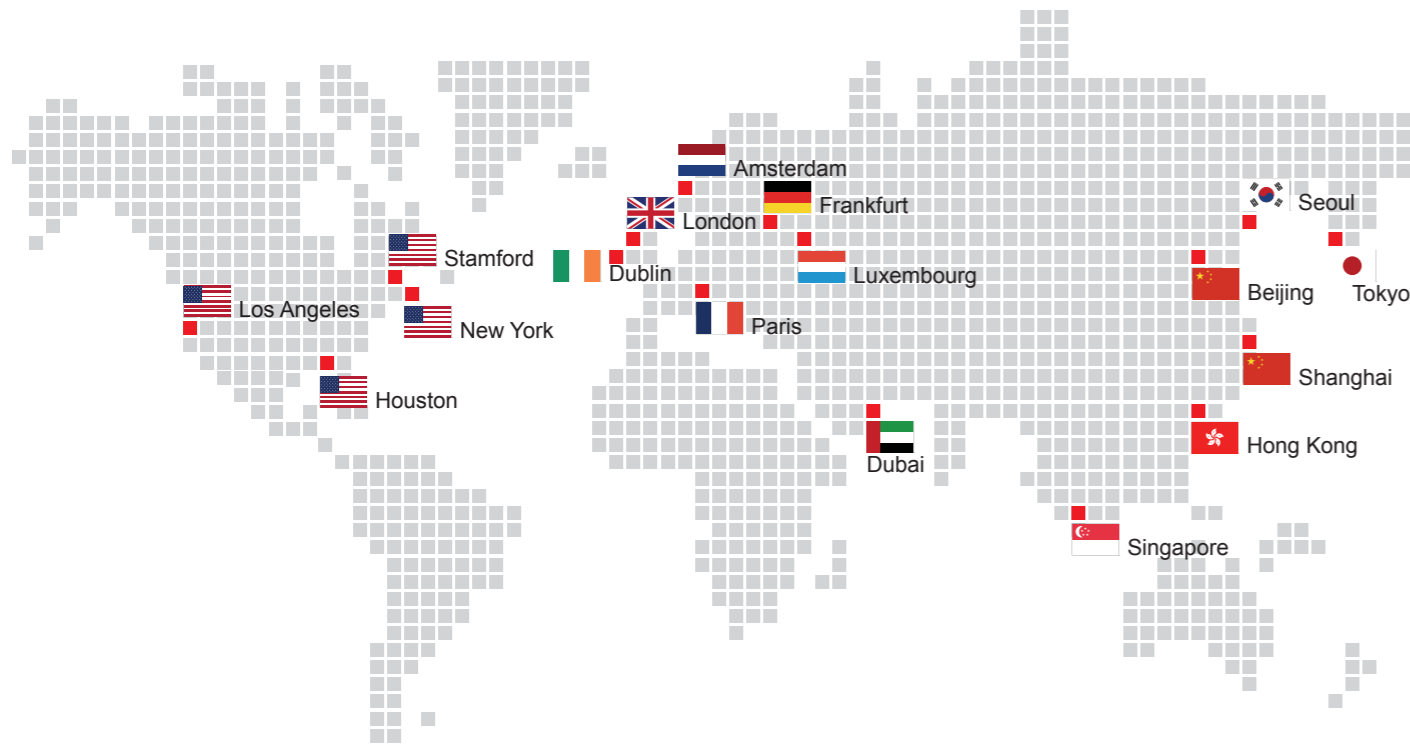 Amsterdam
Seoul
Frankfurt
London
Stamford
Dublin
Luxembourg
Beijing
Tokyo
Los Angeles
New York
Paris
Shanghai
Houston
Hong Kong
Dubai
Singapore